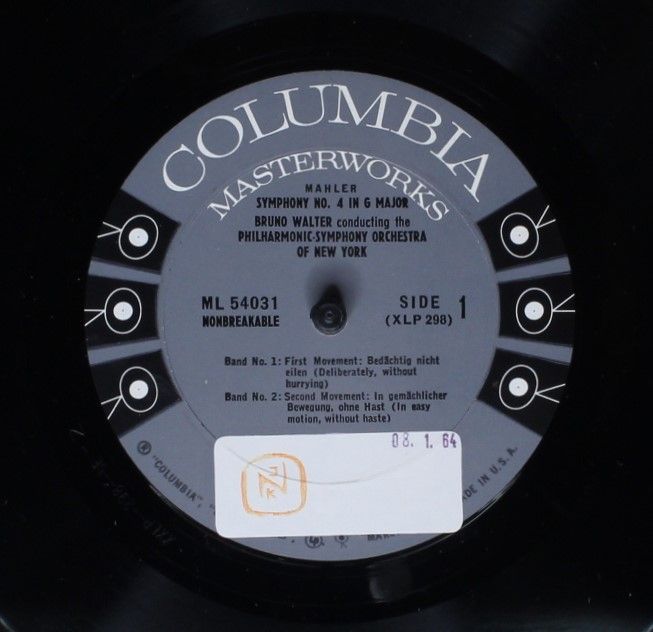 COLUMBIA
MASTERWORKS
MAHLER
SYMPHONY NO. 4 IN G MAJOR
BRUNO WALTER conducting the
PHILHARMONIC-SYMPHONY ORCHESTRA
OF NEW YORK
ML 54031
NONBREAKABLE
SIDE 1
(XLP 298)
Band No. 1: First Movement: Bedächtig nicht
eilen (Deliberately, without
hurrying)
Band No. 2: Second Movement: In gemächlicher
Bewegung, ohne Hast (In easy
motion, without haste)
08. 1. 64
® "COLUMBIA",
MADE IN U.S.A.